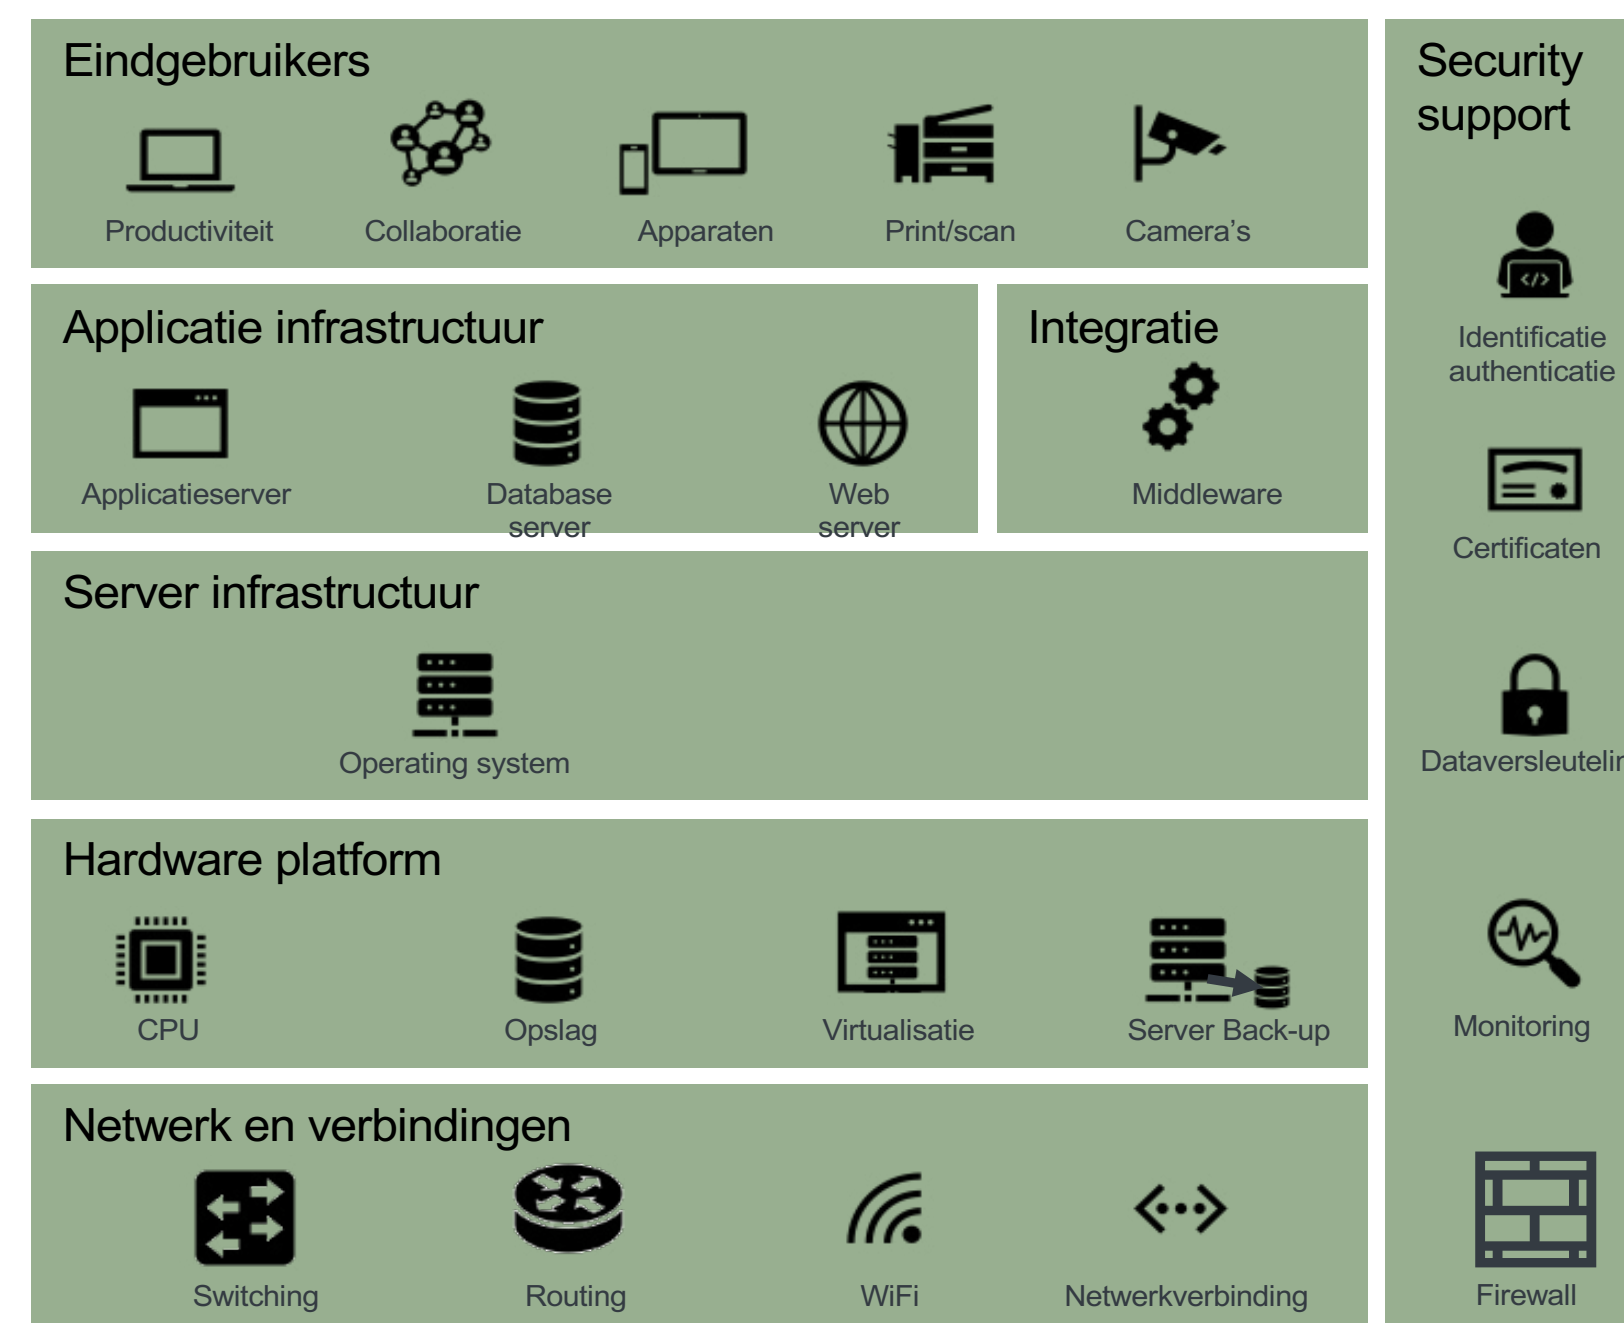 Eindgebruikers
Productiviteit
Collaboratie
Apparaten
Print/scan
Camera's
Applicatie infrastructuur
Applicatieserver
Database
server
Web
server
Integratie
Middleware
Server infrastructuur
Operating system
Hardware platform
CPU
Opslag
Virtualisatie
Server Back-up
Netwerk en verbindingen
Switching
Routing
WiFi
Netwerkverbinding
Security
support
Identificatie
authenticatie
Certificaten
Monitoring
Firewall